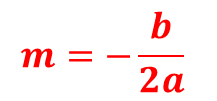 m = - b/2a